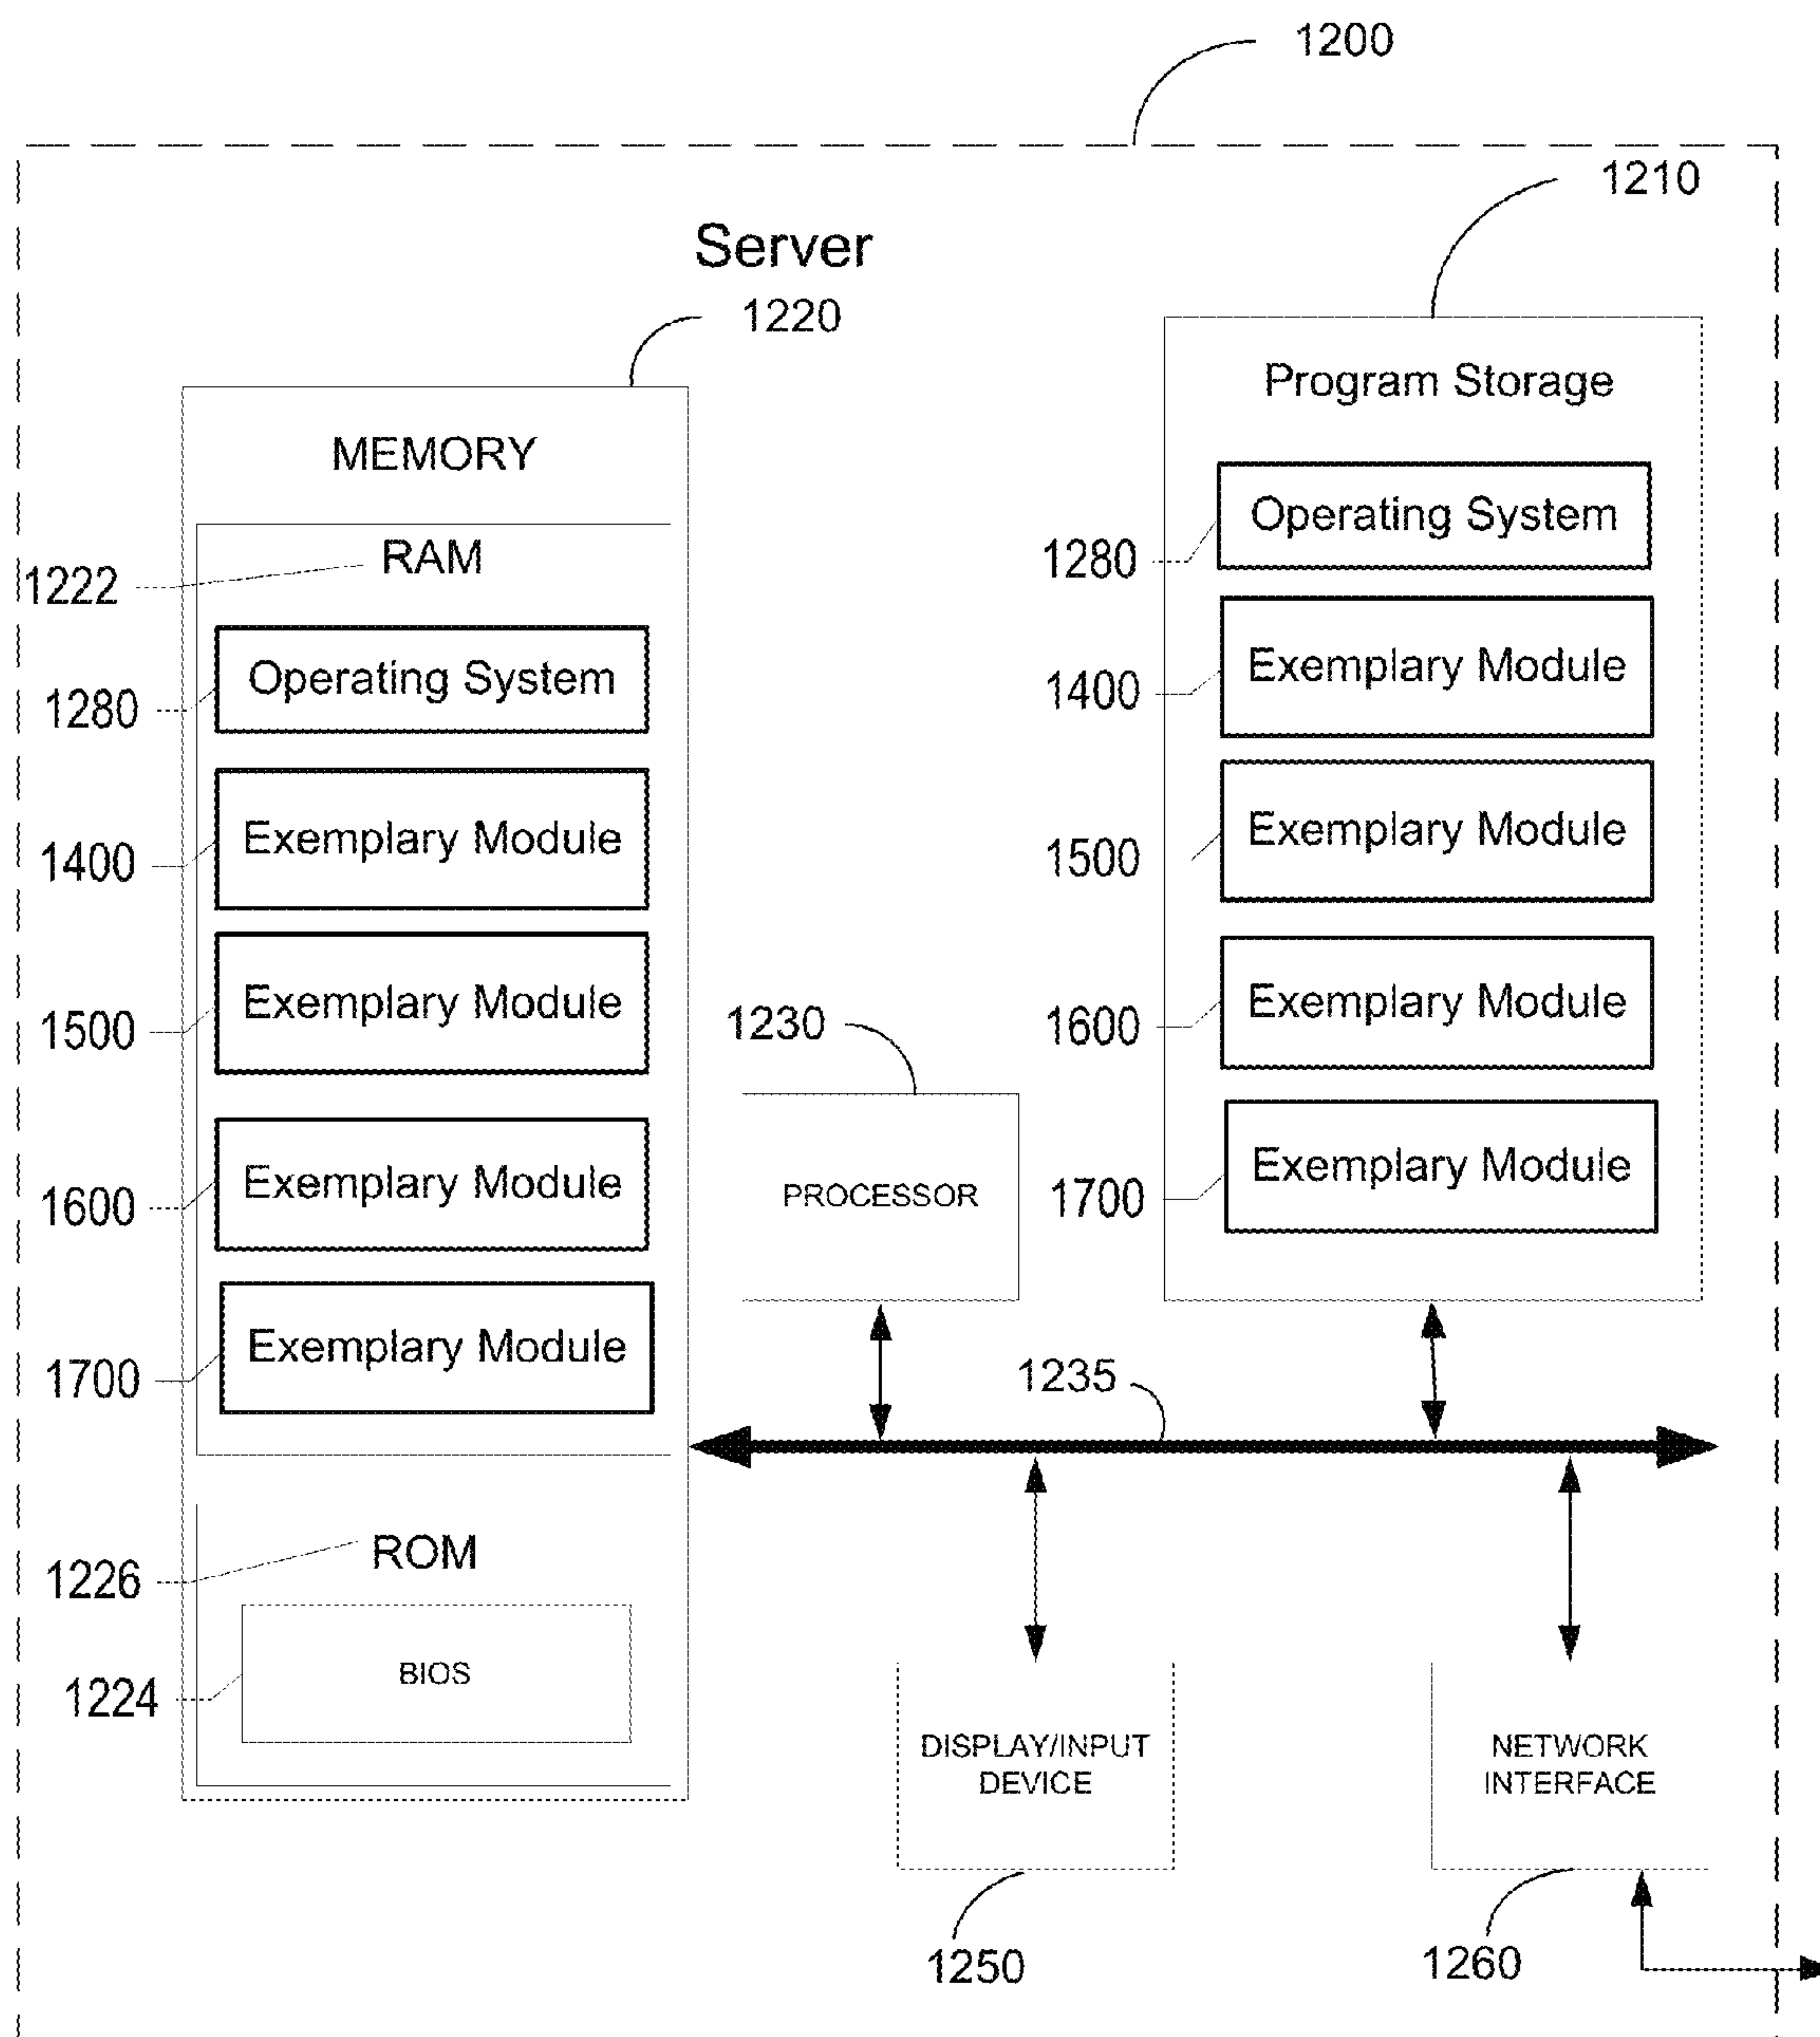 1200
1210
Server
1220
MEMORY
RAM
1222
Operating System
1280
Exemplary Module
1400
Exemplary Module
1500
Exemplary Module
1600
Exemplary Module
1700
ROM
1226
BIOS
1224
Program Storage
Operating System
1280
Exemplary Module
1400
Exemplary Module
1500
Exemplary Module
1600
Exemplary Module
1700
1230
PROCESSOR
1235
DISPLAY/INPUT
DEVICE
1250
NETWORK
INTERFACE
1260